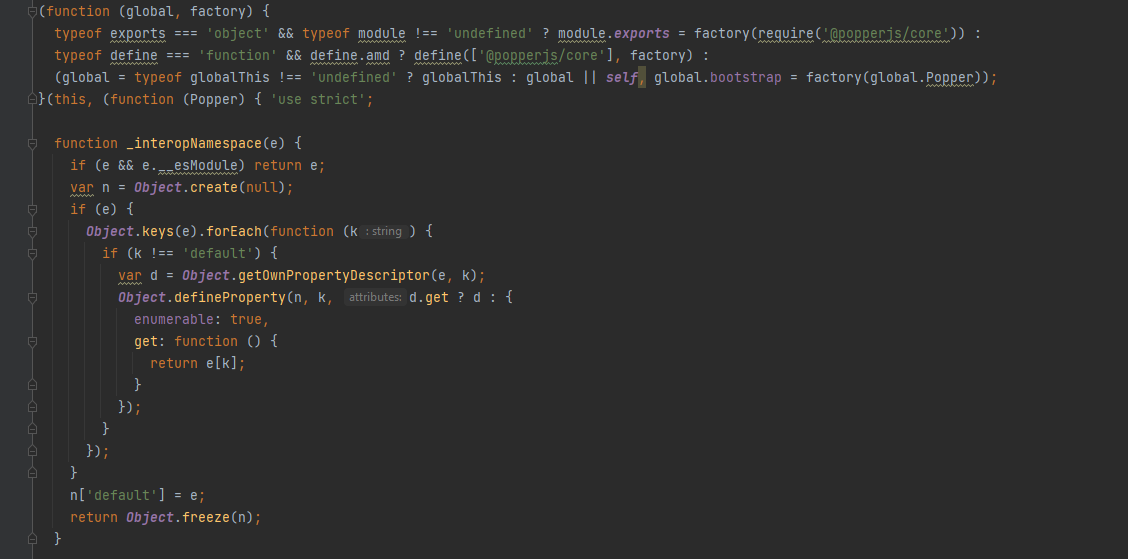 (function (global, factory) {
  typeof exports === 'object' && typeof module !== 'undefined' ? module.exports = factory(require('@popperjs/core')) :
  typeof define === 'function' && define.amd ? define(['@popperjs/core'], factory) :
  (global = typeof globalThis !== 'undefined' ? globalThis : global || self, global.bootstrap = factory(global.Popper));
}(this, (function (Popper) { 'use strict';

  function _interopNamespace(e) {
    if (e && e.__esModule) return e;
    var n = Object.create(null);
    if (e) {
      Object.keys(e).forEach(function (k : string ) {
        if (k !== 'default') {
          var d = Object.getOwnPropertyDescriptor(e, k);
          Object.defineProperty(n, k, attributes: d.get ? d : {
            enumerable: true,
            get: function () {
              return e[k];
            }
          });
        }
      });
    }
    n['default'] = e;
    return Object.freeze(n);
  }